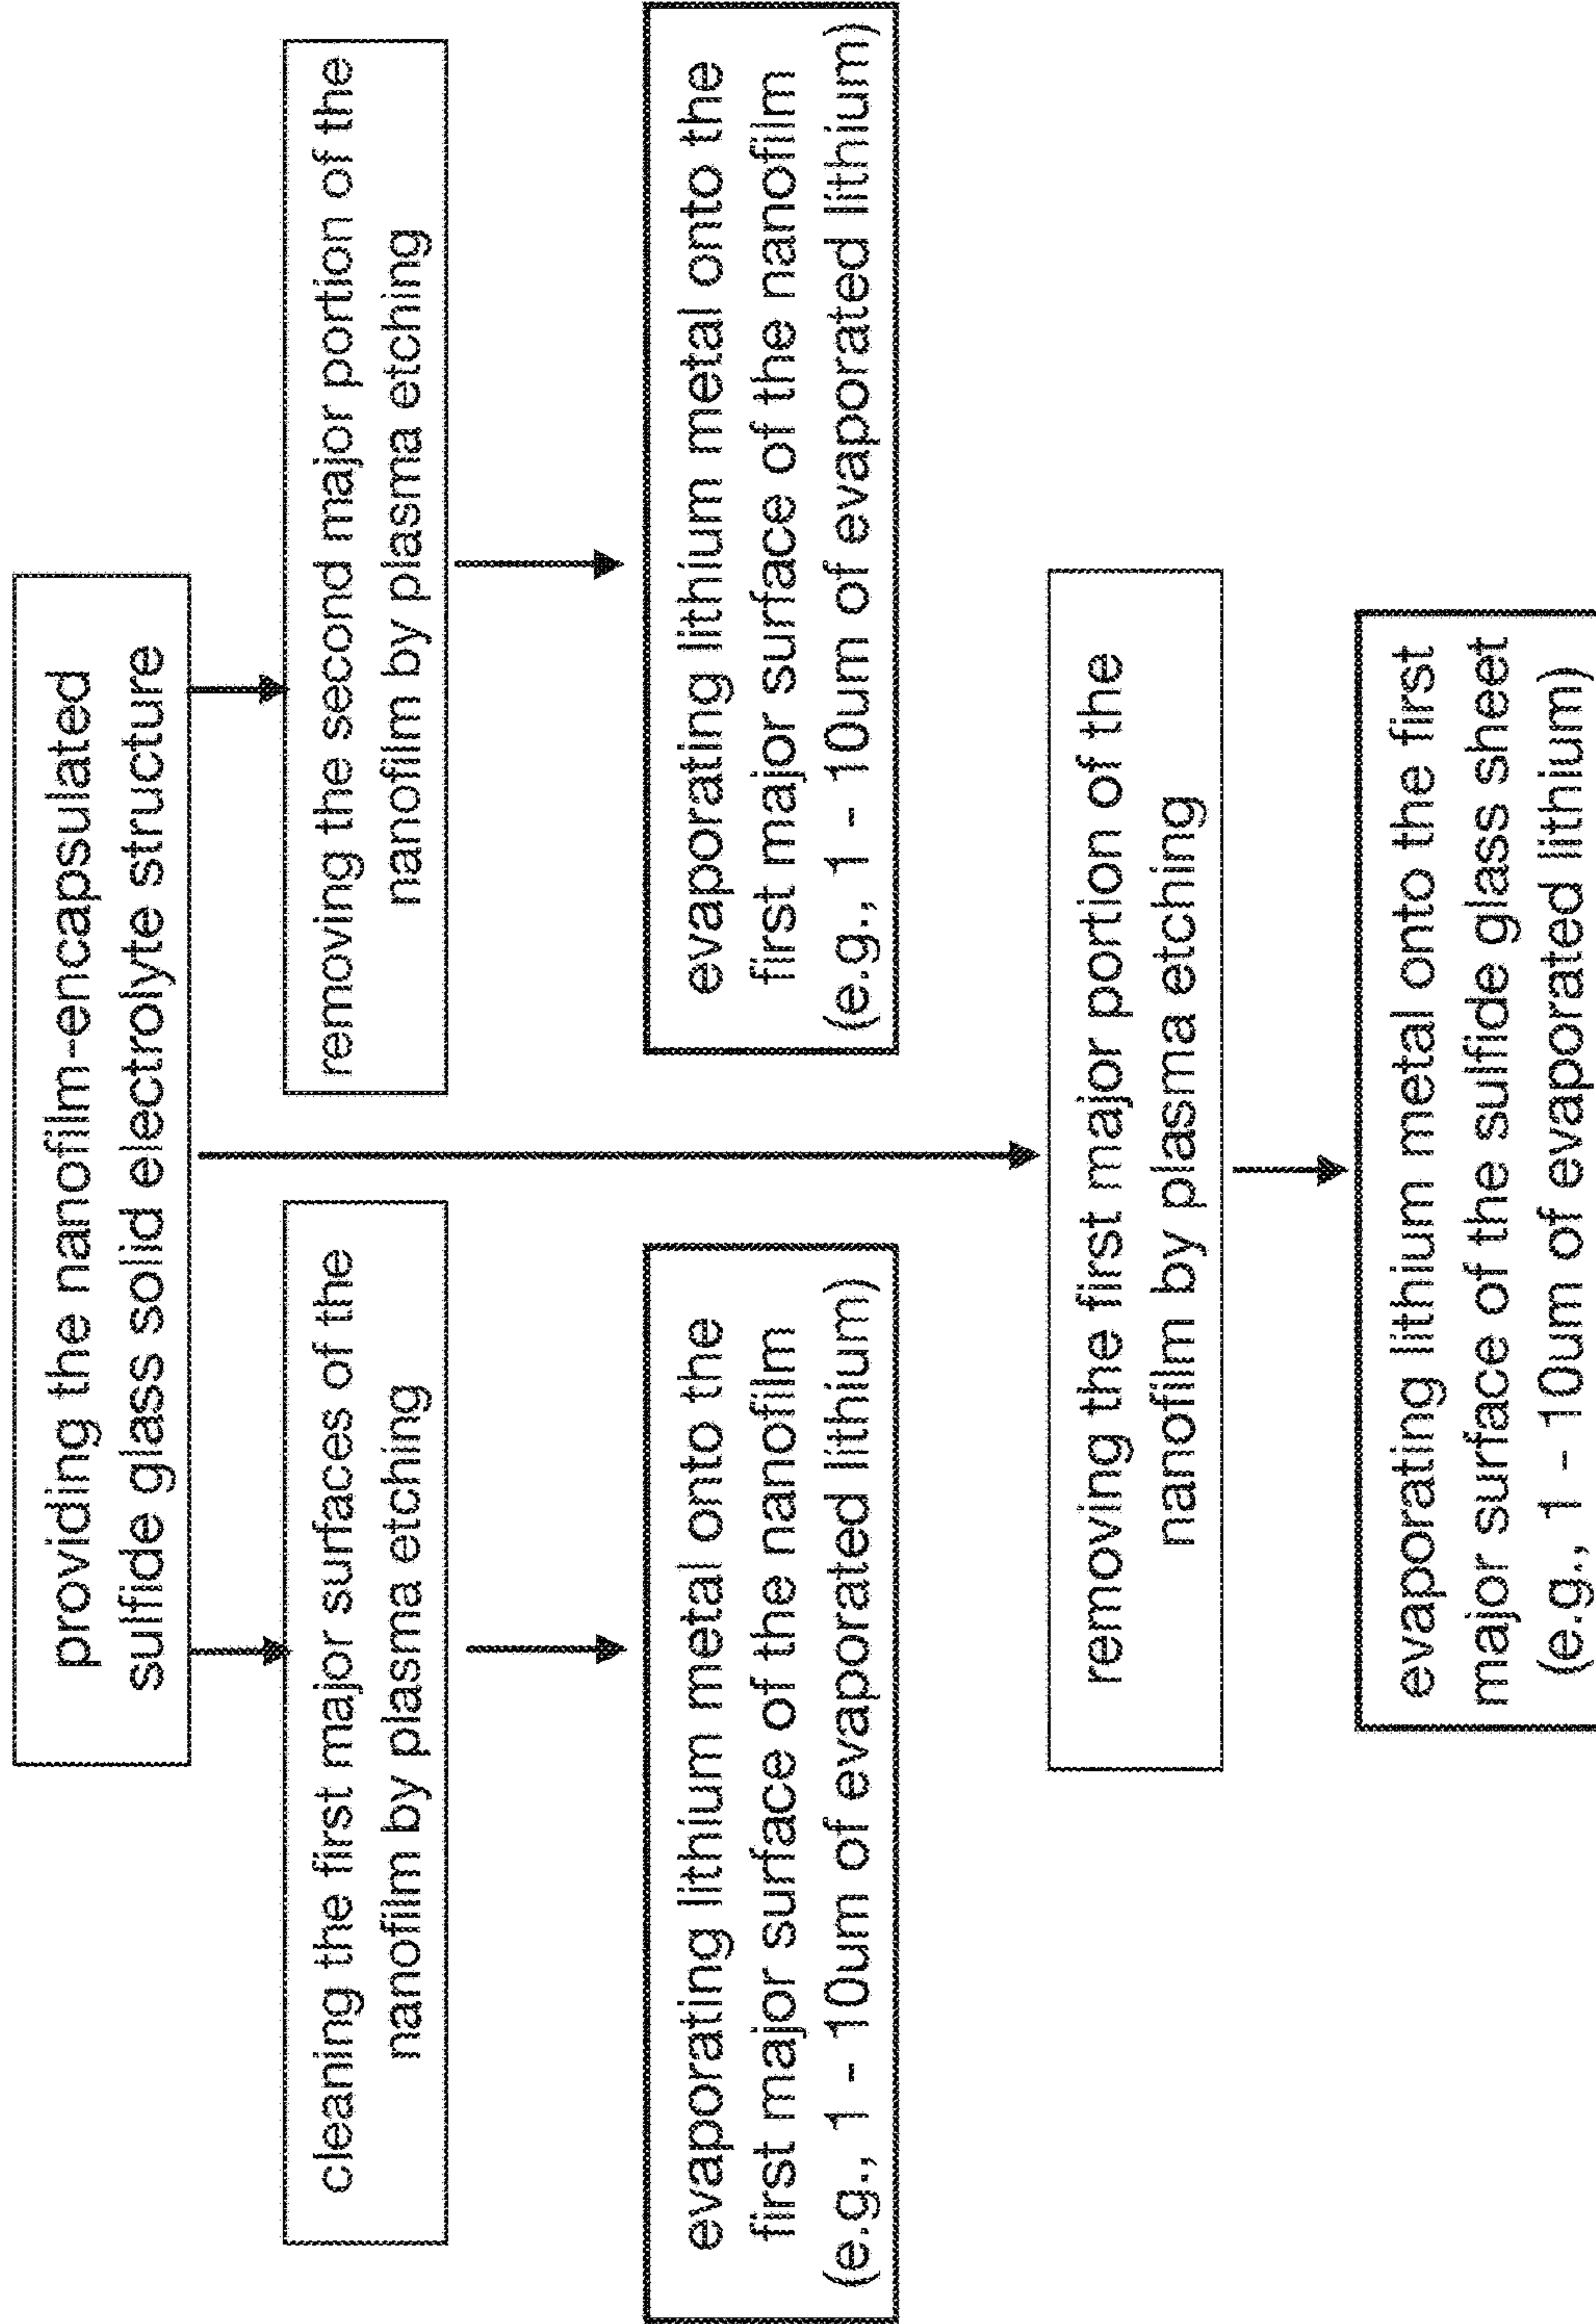 providing the nanofilm-encapsulated
sulfide glass solid electrolyte structure
cleaning the first major surfaces of the
nanofilm by plasma etching
evaporating lithium metal onto the
first major surface of the nanofilm
(e.g., 1 - 10um of evaporated lithium)
removing the second major portion of the
nanofilm by plasma etching
evaporating lithium metal onto the
first major surface of the nanofilm
(e.g., 1 - 10um of evaporated lithium)
removing the first major portion of the
nanofilm by plasma etching
evaporating lithium metal onto the first
major surface of the sulfide glass sheet
(e.g., 1 - 10um of evaporated lithium)